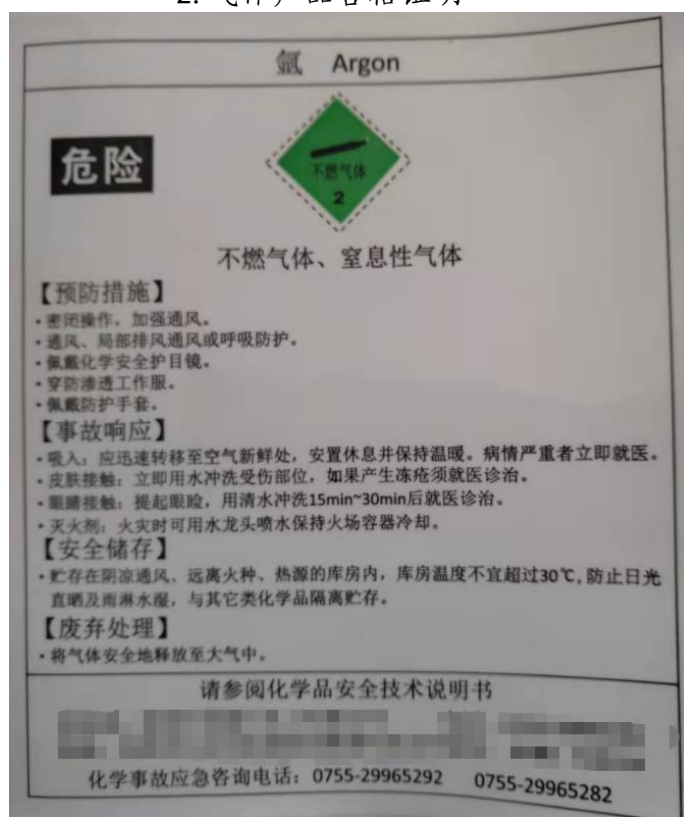 2. 气体产品合格证明
氩 Argon
危险
不燃气体
2
不燃气体、窒息性气体
【预防措施】
·密闭操作，加强通风。
·通风、局部排风通风或呼吸防护。
·佩戴化学安全护目镜。
·穿防渗透工作服。
·佩戴防护手套。
【事故响应】
·吸入：应迅速转移至空气新鲜处，安置休息并保持温暖。病情严重者立即就医。
·皮肤接触：立即用水冲洗受伤部位，如果产生冻疮须就医诊治。
·眼睛接触：提起眼睑，用清水冲洗15min~30min后就医诊治。
·灭火剂：火灾时可用水龙头喷水保持火场容器冷却。
【安全储存】
·贮存在阴凉通风、远离火种、热源的库房内，库房温度不宜超过30℃,防止日光
直晒及雨淋水湿，与其它类化学品隔离贮存。
【废弃处理】
·将气体安全地释放至大气中。
请参阅化学品安全技术说明书
化学事故应急咨询电话：0755-29965292 0755-29965282